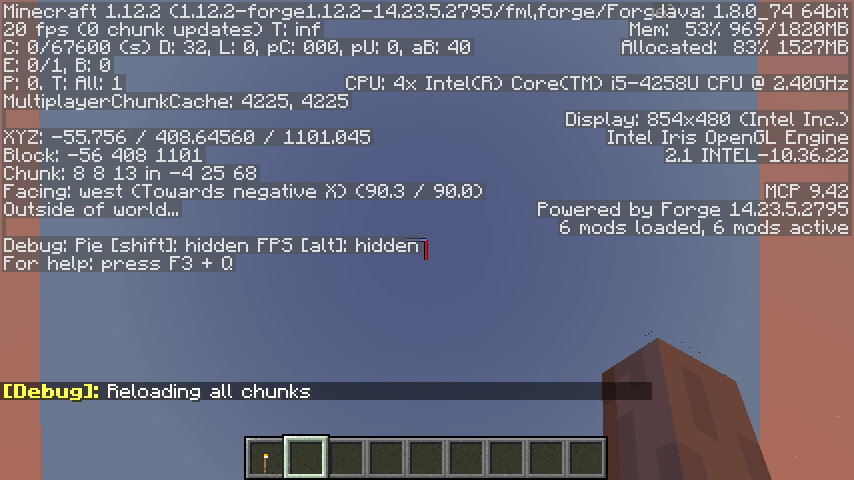 Minecraft 1.12.2 (1.12.2-forge1.12.2-14.23.5.2795/fml,forge/Forge
Java: 1.8.0_74 64bit
20 fps (0 chunk updates) T: inf
Mem: 53% 969/1820MB
C: 0/67600 (s) D: 32, L: 0, pC: 000, pU: 0, aB: 40
Allocated: 83% 1527MB
E: 0/1, B: 0
P: 0. T: All: 1
CPU: 4x Intel(R) Core(TM) i5-4258U CPU @ 2.40GHz
MultiplayerChunkCache: 4225, 4225
Display: 854x480 (Intel Inc.)
XYZ: -55.756 / 408.64560 / 1101.045
Intel Iris OpenGL Engine
Block: -56 408 1101
2.1 INTEL-10.36.22
Chunk: 8 8 13 in -4 25 68
Facing: west (Towards negative X) (90.3 / 90.0)
MCP 9.42
Outside of world...
Powered by Forge 14.23.5.2795
6 mods loaded, 6 mods active
Debug: Pie [shift]: hidden FPS [alt]: hidden
For help: press F3 + Q
[Debug]: Reloading all chunks